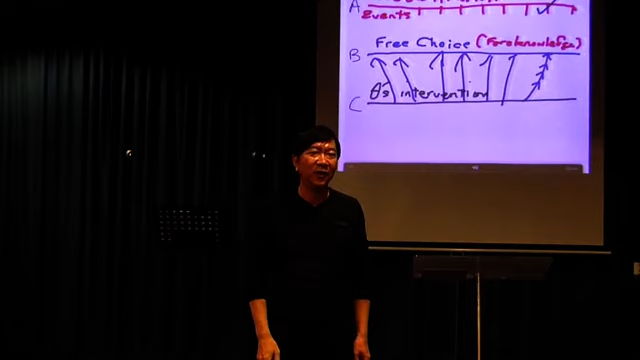 A
Events
Free Choice (Foreknowledge)
B
θ's intervention
C